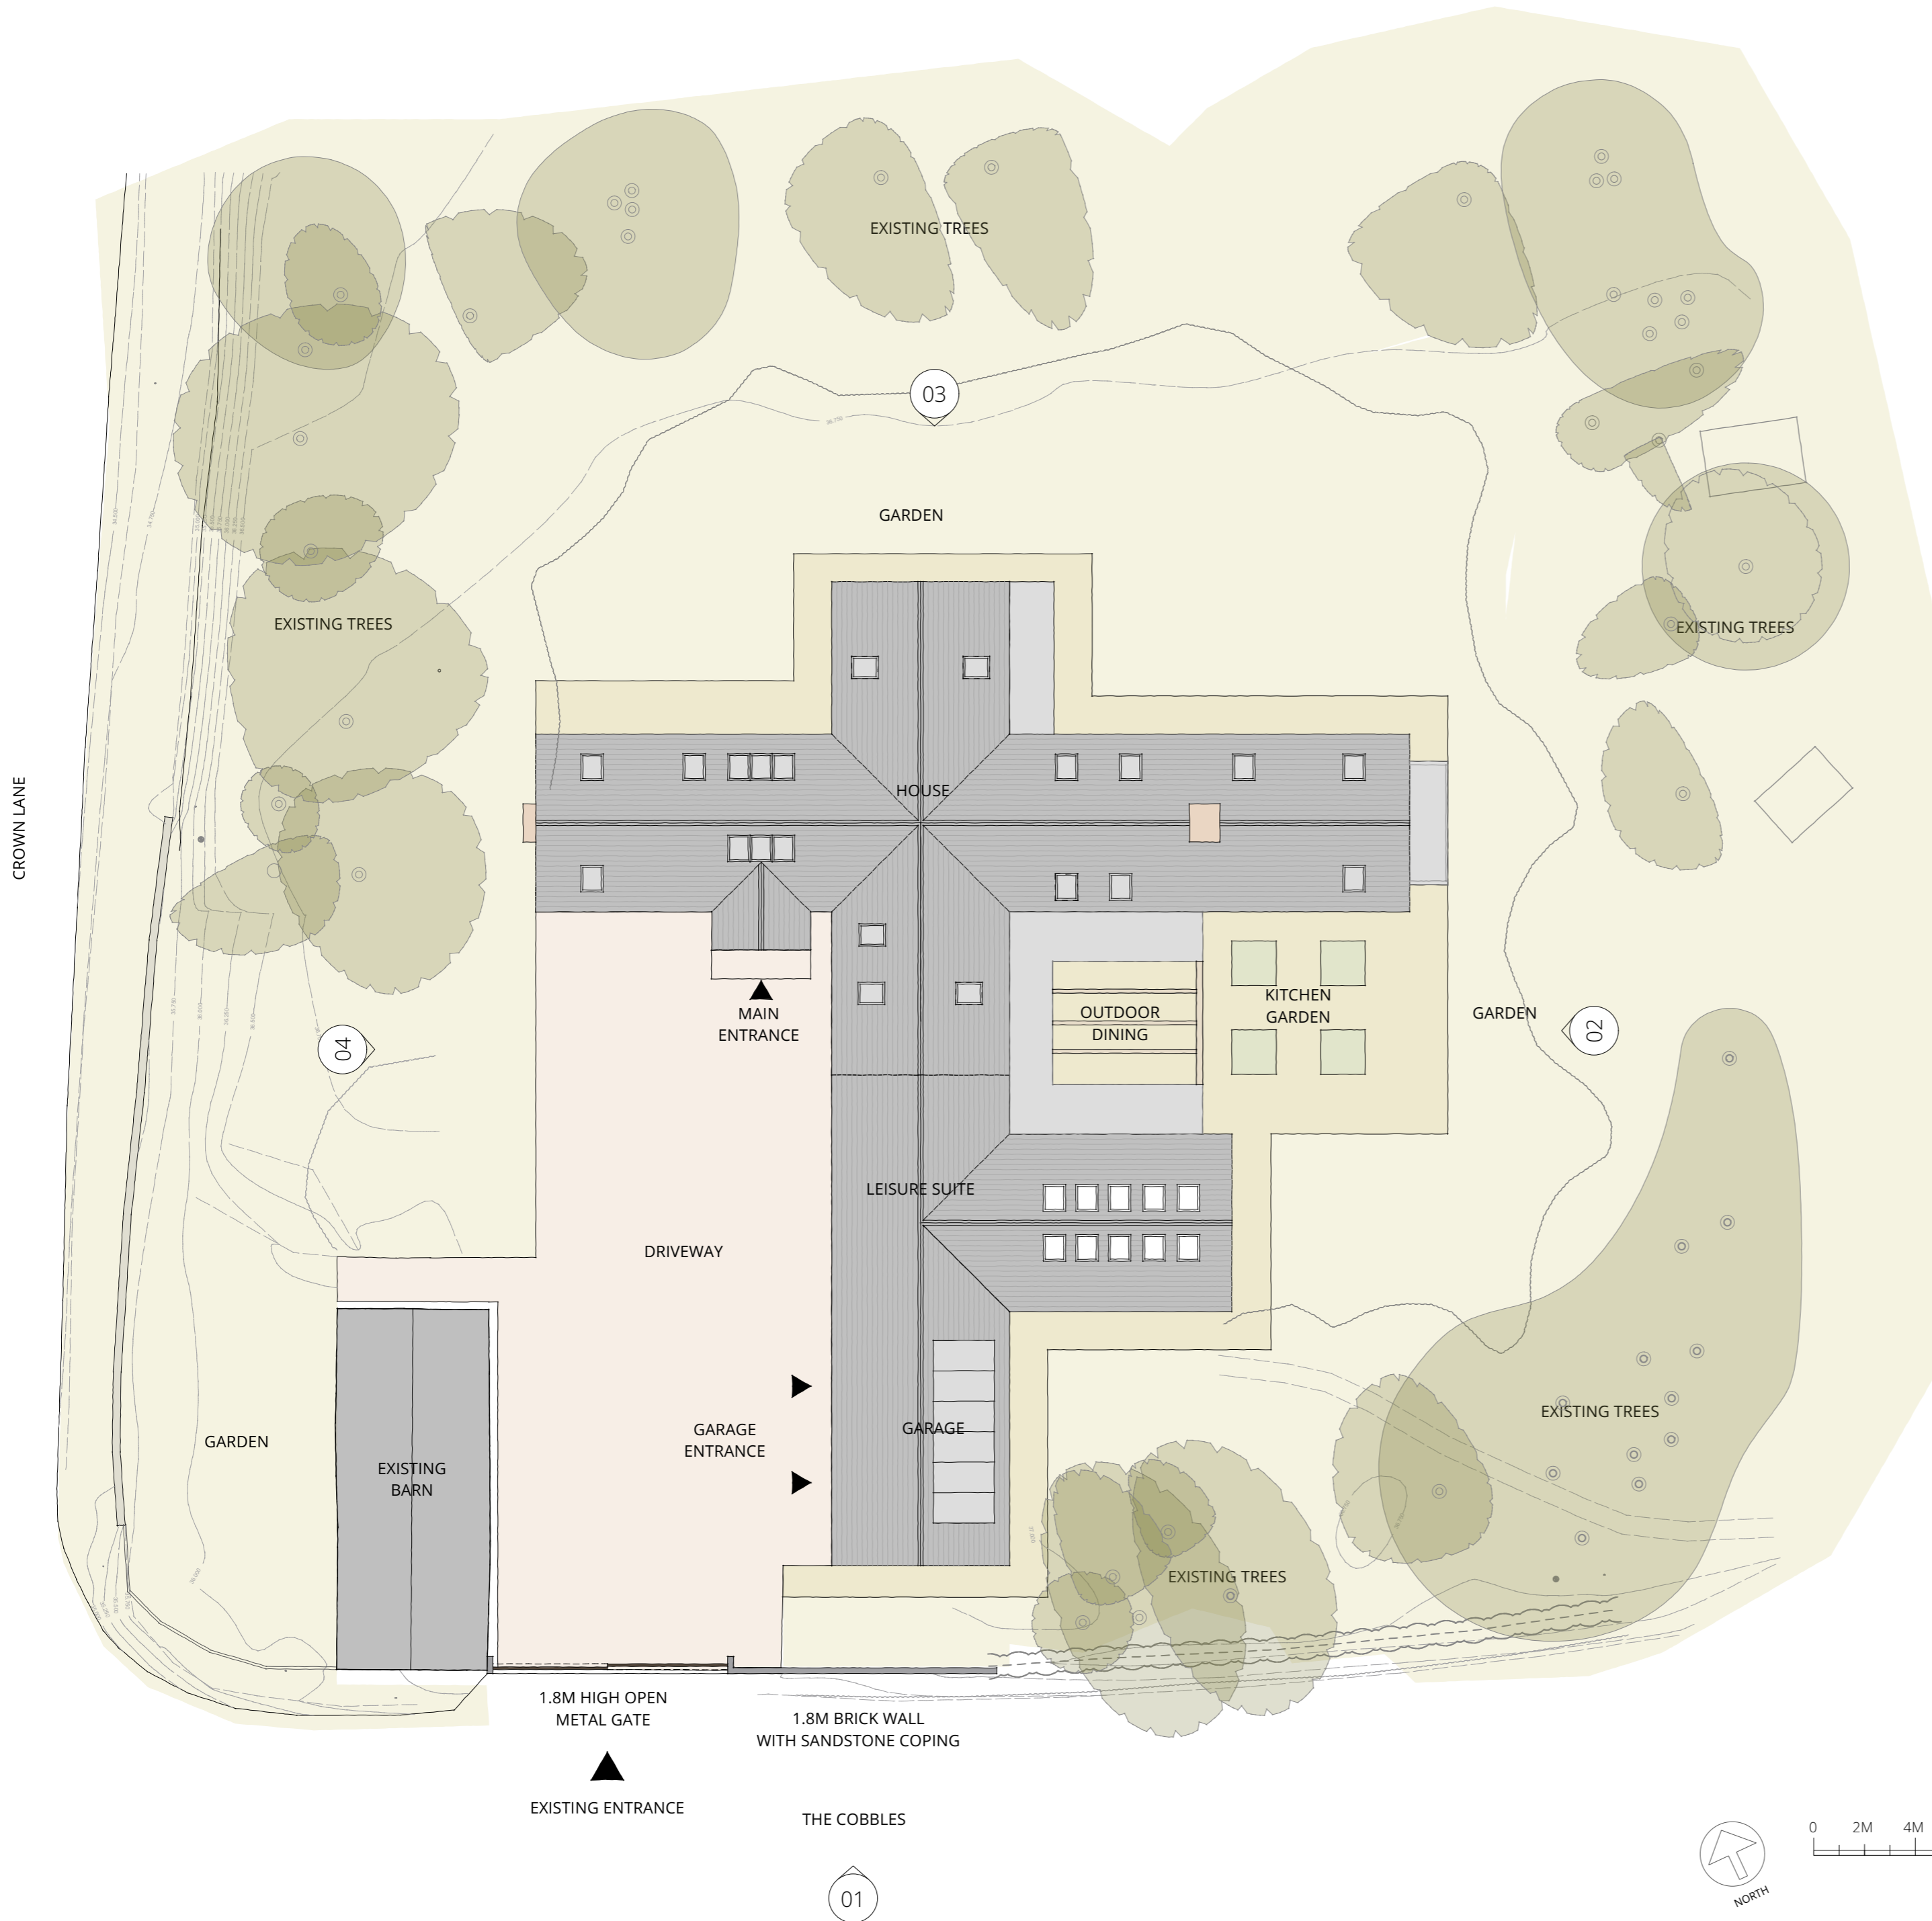 EXISTING TREES
03
GARDEN
EXISTING TREES
EXISTING TREES
CROWN LANE
HOUSE
MAIN
ENTRANCE
OUTDOOR
DINING
KITCHEN
GARDEN
GARDEN
02
04
LEISURE SUITE
DRIVEWAY
GARDEN
EXISTING
BARN
GARAGE
ENTRANCE
GARAGE
EXISTING TREES
EXISTING TREES
1.8M HIGH OPEN
METAL GATE
1.8M BRICK WALL
WITH SANDSTONE COPING
EXISTING ENTRANCE
THE COBBLES
01
NORTH
0 2M 4M